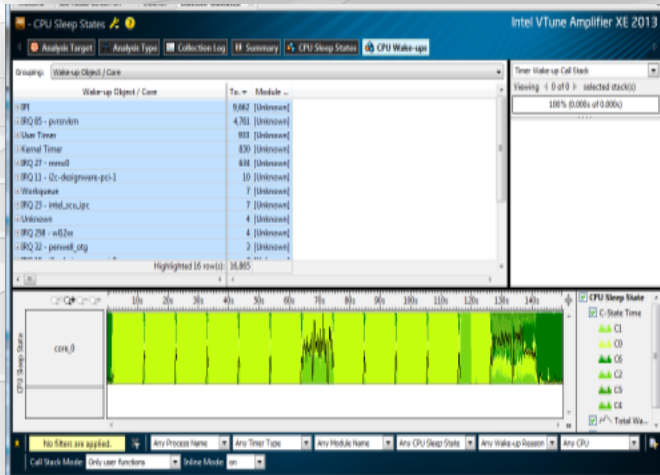 - CPU Sleep States
Intel VTune Amplifier XE 2013
Analysis Target Analysis Type Collection Log Summary CPU Sleep States CPU Wake-ups
Grouping: Wake-up Object / Core
Timer Wake-up Call Stack
Viewing 0 of 0 selected stack(s)
100% (0.000s of 0.000s)
Wake-up Object / Core To... Module ...
IPI 9,662 [Unknown]
IRQ 85 - pvrsrvkm 4,761 [Unknown]
User Timer [Unknown]
Kernel Timer 830 [Unknown]
IRQ 27 - mmc0 [Unknown]
IRQ 11 - i2c-designware-pci-1 10 [Unknown]
Workqueue 7 [Unknown]
IRQ 23 - intel_scu_ipc 7 [Unknown]
Unknown 4 [Unknown]
IRQ 258 - wl12xx 4 [Unknown]
IRQ 32 - penwell_otg 3 [Unknown]
Highlighted 16 row(s): 16,865
10s 20s 30s 40s 50s 60s 70s 80s 90s 100s 110s 120s 130s 140s
CPU Sleep State
core_0
CPU Sleep State
C-State Time
C1
C0
C6
C2
C5
C4
Total Wa...
No filters are applied. Any Process Name Any Timer Type Any Module Name Any CPU Sleep State Any Wake-up Reason Any CPU
Call Stack Mode: Only user functions Inline Mode: on